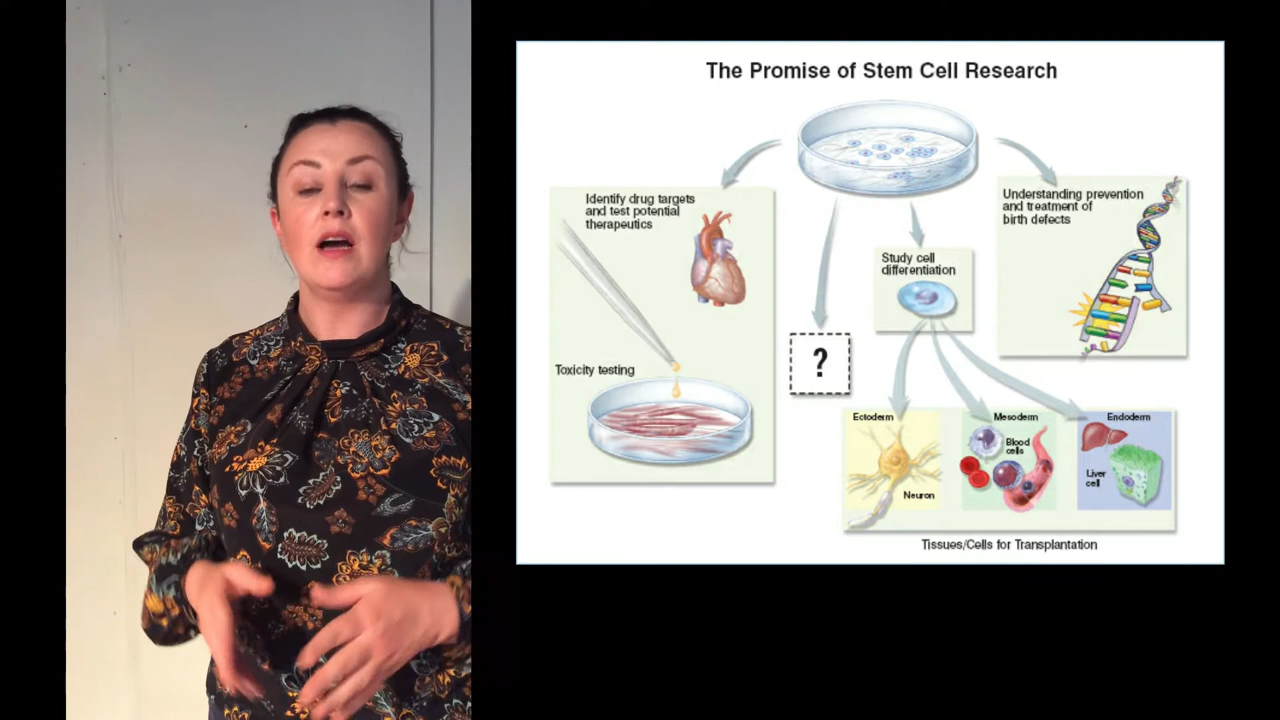 The Promise of Stem Cell Research
Identify drug targets
and test potential
therapeutics
Toxicity testing
?
Study cell
differentiation
Understanding prevention
and treatment of
birth defects
Ectoderm
Neuron
Mesoderm
Blood
cells
Endoderm
Liver
cell
Tissues/Cells for Transplantation